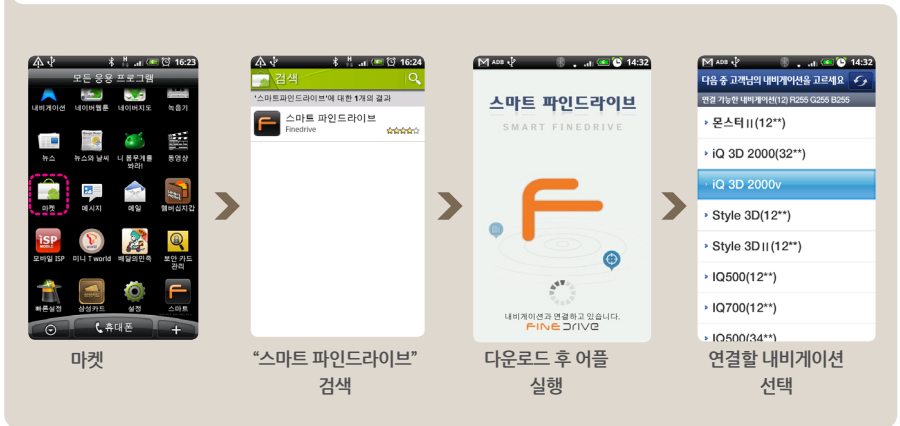 16:23
모든 응용 프로그램
내비게이션 네이버웹툰 네이버지도 녹음기
뉴스 뉴스와 날씨 니 몸무게를 봐라! 동영상
마켓 메시지 메일 햄버십지갑
ISP
MOBILE
모바일 ISP 미니 T world 배달의민족 보안 카드 관리
빠른설정 삼성카드 설정 스마트
휴대폰
마켓
16:24
검색
'스마트파인드라이브'에 대한 1개의 결과
스마트 파인드라이브
Finedrive
“스마트 파인드라이브”
검색
ADB 14:32
스마트 파인드라이브
SMART FINEDRIVE
내비게이션과 연결하고 있습니다.
FINE DRIVE
다운로드 후 어플
실행
ADB 14:32
다음 중 고객님의 내비게이션을 고르세요
연결 가능한 내비게이션(12) R255 G255 B255
몬스터II(12**)
iQ 3D 2000(32**)
iQ 3D 2000v
Style 3D(12**)
Style 3DII(12**)
IQ500(12**)
IQ700(12**)
IQ500(34**)
연결할 내비게이션
선택